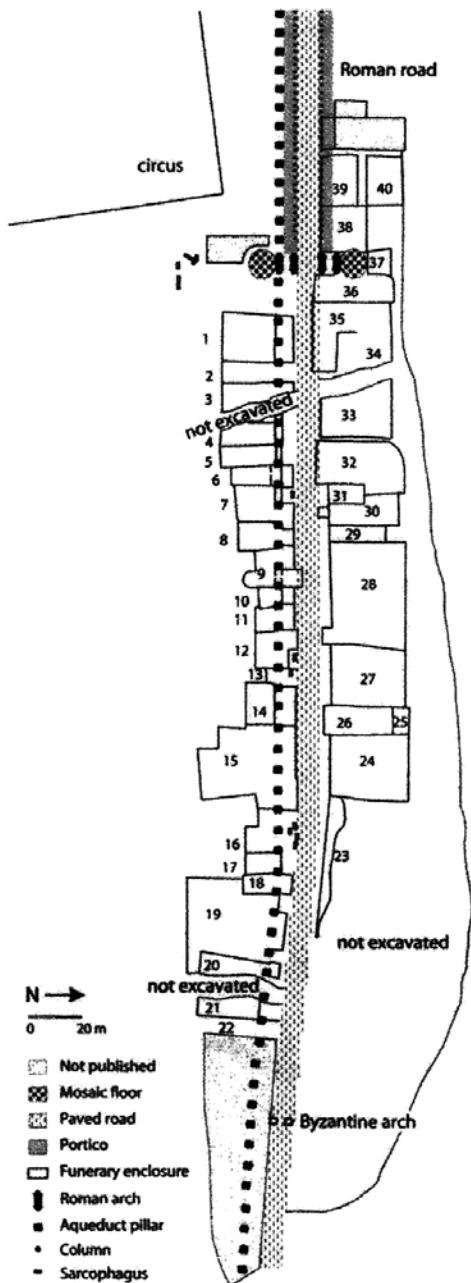 Roman road
circus
39 40
38
37
36
1 35
34
2
3
not excavated
33
4
5 32
6
31
7 30
8 29
9 28
10
11
12
13 27
14 26 25
15 24
16 23
17
18
19
not excavated
20
not excavated
21
22
N
0 20 m
Not published
Mosaic floor
Paved road
Portico
Byzantine arch
Funerary enclosure
Roman arch
Aqueduct pillar
Column
Sarcophagus